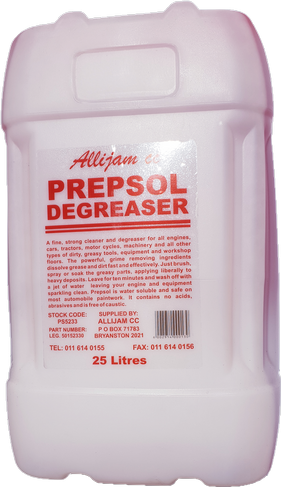 Allijam cc
PREPSOL
DEGREASER
A fine, strong cleaner and degreaser for all engines,
cars, tractors, motor cycles, machinery and all other
types of dirty, greasy tools, equipment and workshop
floors. The powerful, grime removing ingredients
dissolve grease and dirt fast and effectively. Just brush,
spray or soak the greasy parts, applying liberally to
heavy deposits. Leave for ten minutes and wash off with
a jet of water leaving your engine and equipment
sparkling clean. Prepsol is water soluble and safe on
most automobile paintwork. It contains no acids,
abrasives and is free of caustic.
STOCK CODE: SUPPLIED BY:
PS5233 ALLIJAM CC
PART NUMBER: P O BOX 71783
LEG. 50152330 BRYANSTON 2021
TEL: 011 614 0155 FAX: 011 614 0156
25 Litres